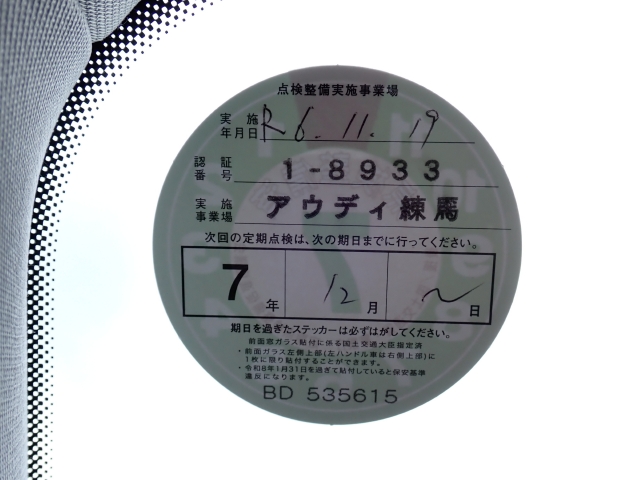 点検整備実施事業場
実施年月日 R6.11.19
認証番号 1-8933
実施事業場 アウディ練馬
次回の定期点検は、次の期日までに行ってください。
7年 12月 〜日
期日を過ぎたステッカーは必ずはがしてください。
前面窓ガラス貼付に係る国土交通大臣指定済
・前面ガラス左側上部(左ハンドル車は右側上部)に
1枚に限り貼付することができます。
・令和8年1月31日を過ぎて貼付していると保安基準
違反になります。
BD 535615